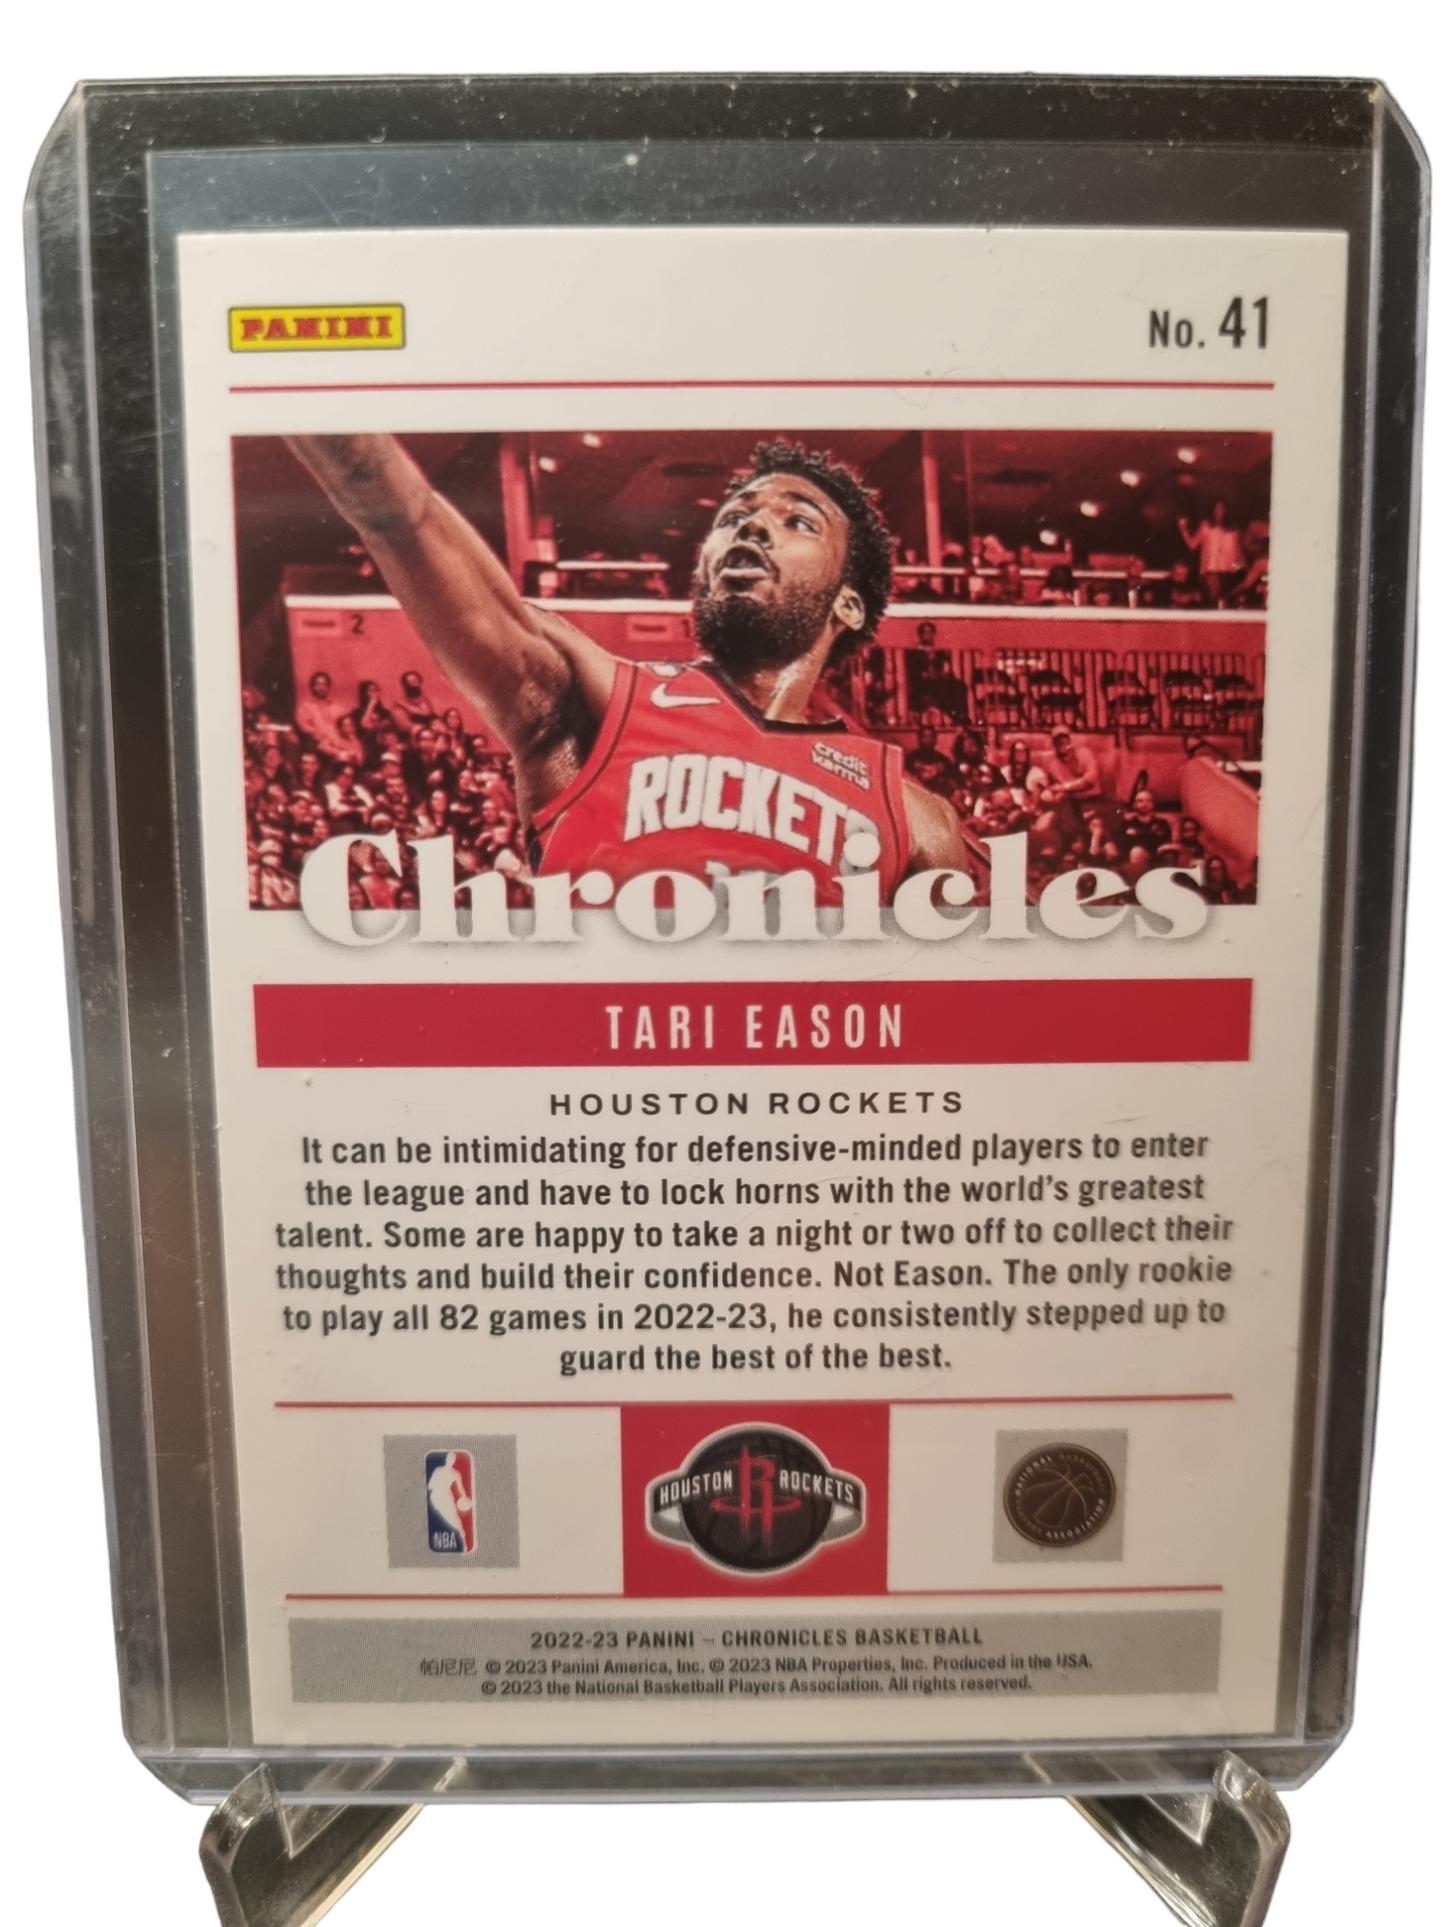 PANINI
No. 41
2
credit
karma
ROCKETS
Chronicles
TARI EASON
HOUSTON ROCKETS
It can be intimidating for defensive-minded players to enter
the league and have to lock horns with the world's greatest
talent. Some are happy to take a night or two off to collect their
thoughts and build their confidence. Not Eason. The only rookie
to play all 82 games in 2022-23, he consistently stepped up to
guard the best of the best.
NBA
HOUSTON R ROCKETS
NATIONAL BASKETBALL
PLAYERS ASSOCIATION
2022-23 PANINI – CHRONICLES BASKETBALL
帕尼尼 © 2023 Panini America, Inc. © 2023 NBA Properties, Inc. Produced in the USA.
© 2023 the National Basketball Players Association. All rights reserved.